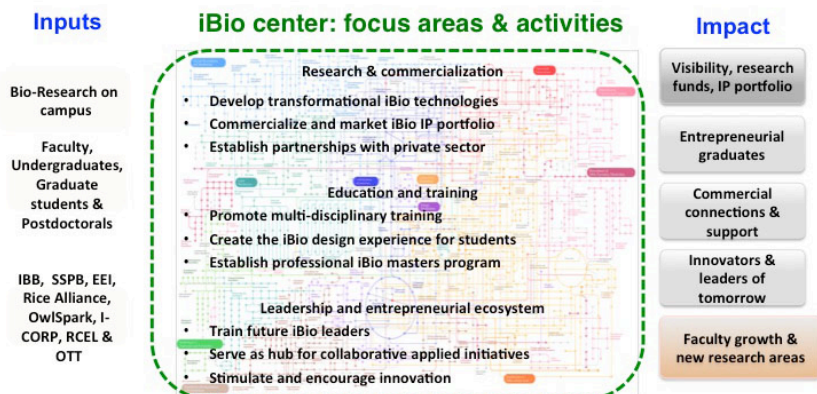 Inputs
iBio center: focus areas & activities
Impact
Bio-Research on
campus
Faculty,
Undergraduates,
Graduate
students &
Postdoctorals
IBB, SSPB, EEI,
Rice Alliance,
OwlSpark, I-
CORP, RCEL &
OTT
Research & commercialization
• Develop transformational iBio technologies
• Commercialize and market iBio IP portfolio
• Establish partnerships with private sector
Education and training
• Promote multi-disciplinary training
• Create the iBio design experience for students
• Establish professional iBio masters program
Leadership and entrepreneurial ecosystem
• Train future iBio leaders
• Serve as hub for collaborative applied initiatives
• Stimulate and encourage innovation
Visibility, research
funds, IP portfolio
Entrepreneurial
graduates
Commercial
connections &
support
Innovators &
leaders of
tomorrow
Faculty growth &
new research areas